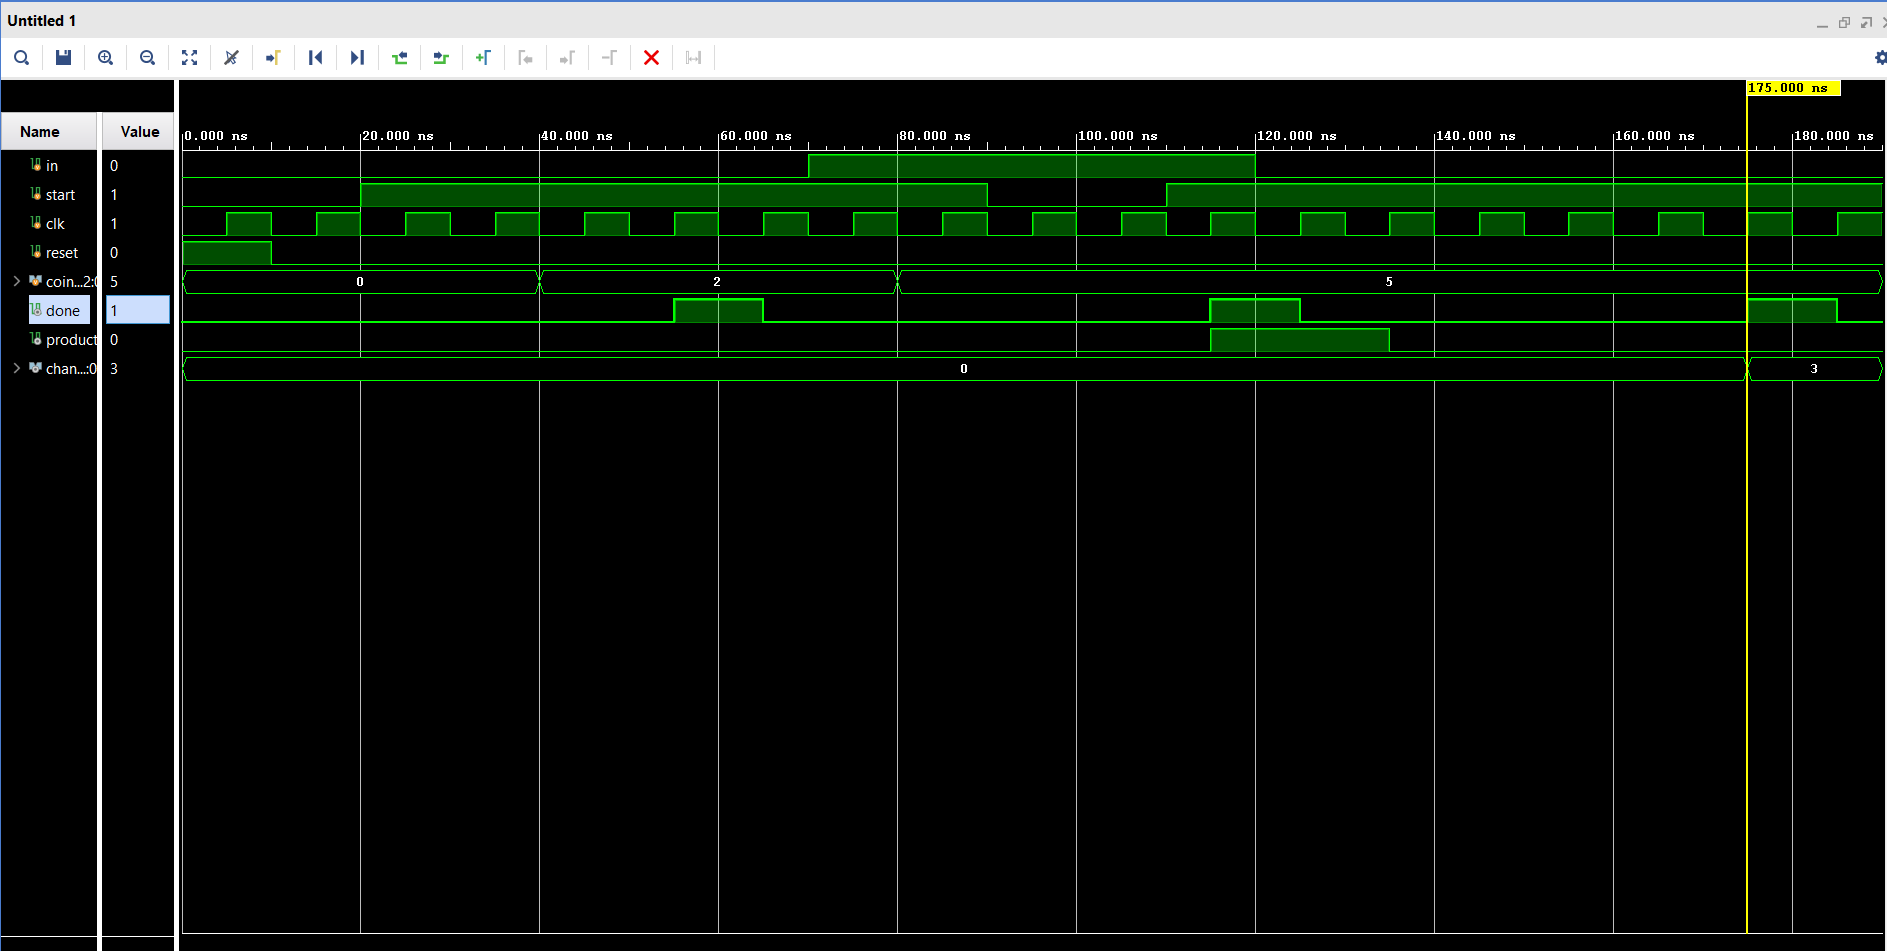 Untitled 1
175.000 ns
Name Value
0.000 ns 20.000 ns 40.000 ns 60.000 ns 80.000 ns 100.000 ns 120.000 ns 140.000 ns 160.000 ns 180.000 ns
in 0
start 1
clk 1
reset 0
coin...2:0 5 0 2 5
done 1
product 0
chan...:0 3 0 3